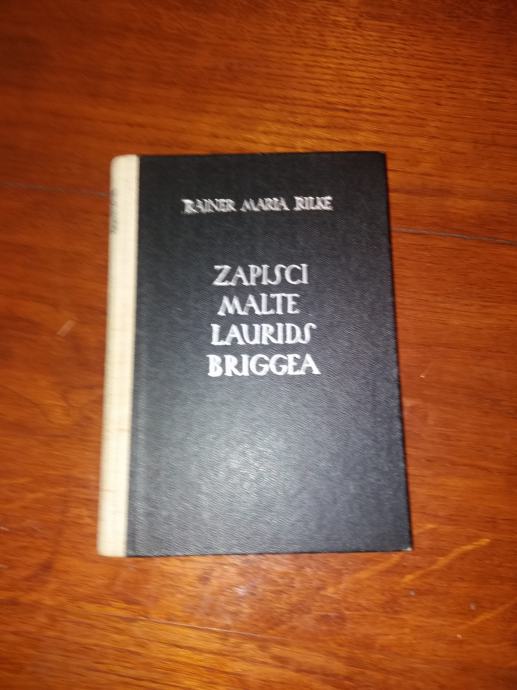 RAINER MARIA RILKE
ZAPISCI
MALTE
LAURIDS
BRIGGEA